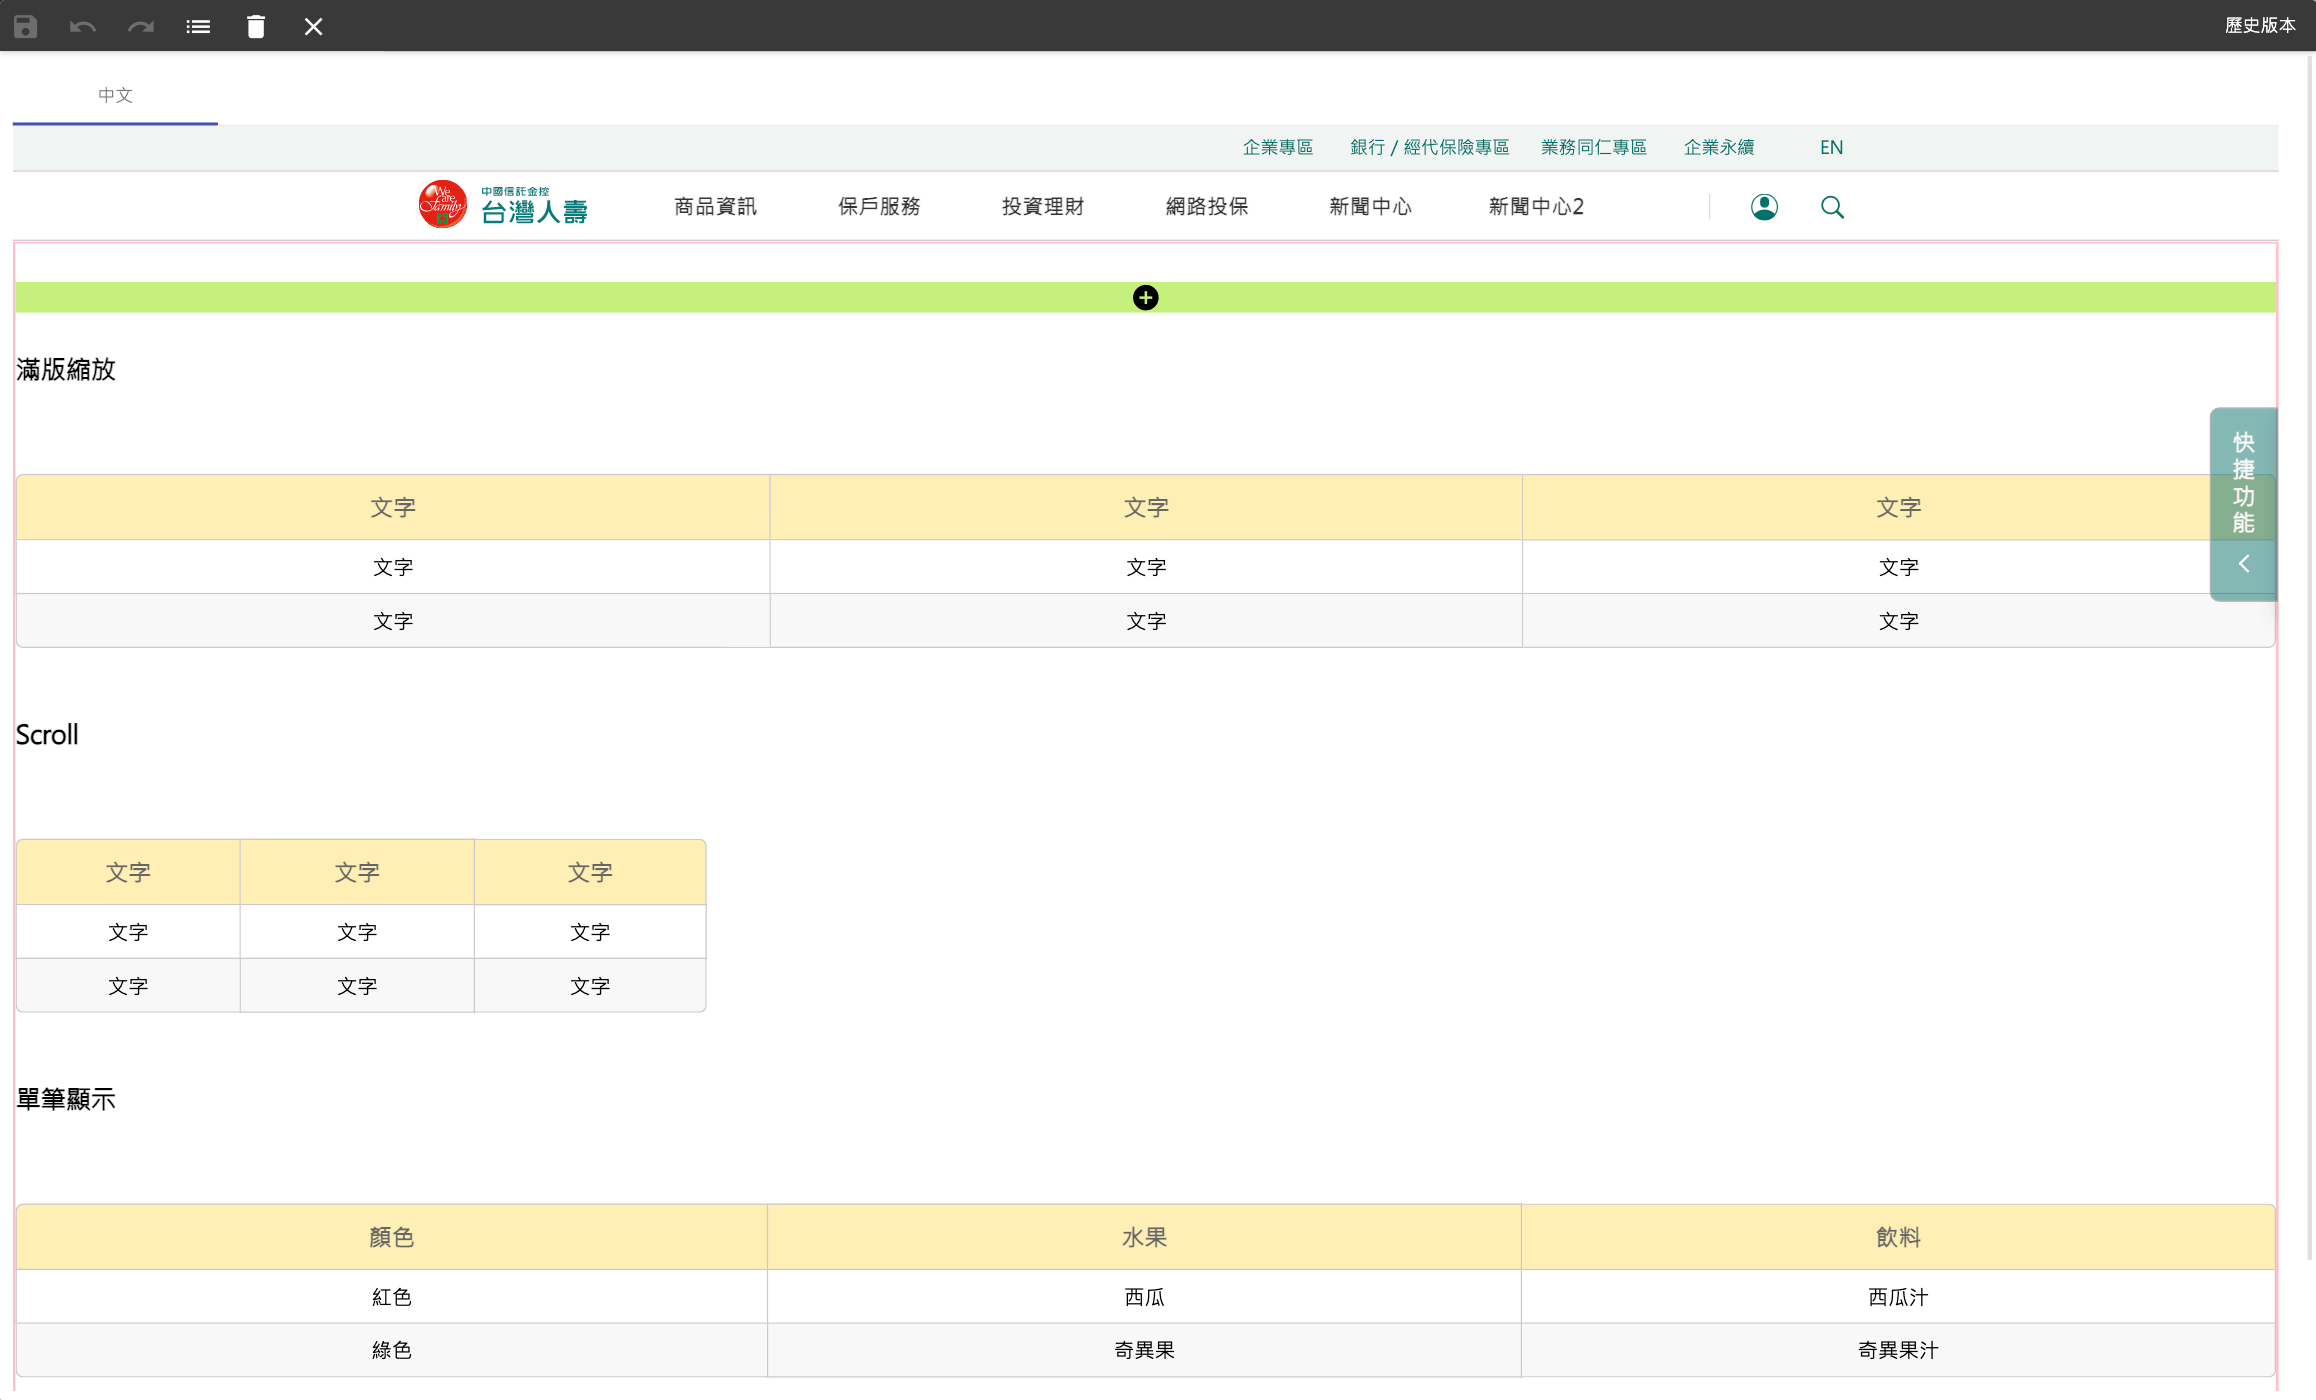 歷史版本
中文
企業專區 銀行 / 經代保險專區 業務同仁專區 企業永續 EN
We are Family
中國信託金控
台灣人壽
商品資訊 保戶服務 投資理財 網路投保 新聞中心 新聞中心2
滿版縮放
快捷功能
文字 文字 文字
文字 文字 文字
文字 文字 文字
Scroll
文字 文字 文字
文字 文字 文字
文字 文字 文字
單筆顯示
顏色 水果 飲料
紅色 西瓜 西瓜汁
綠色 奇異果 奇異果汁